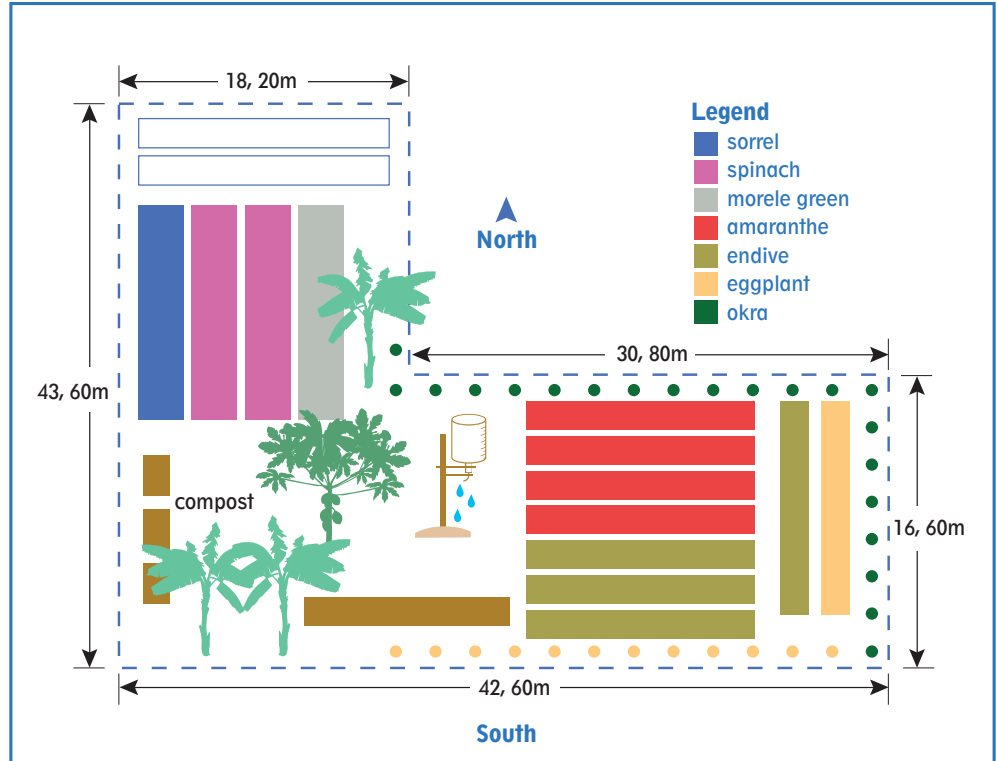 18, 20m
Legend
sorrel
spinach
morele green
amaranthe
endive
eggplant
okra
North
30, 80m
43, 60m
compost
16, 60m
42, 60m
South